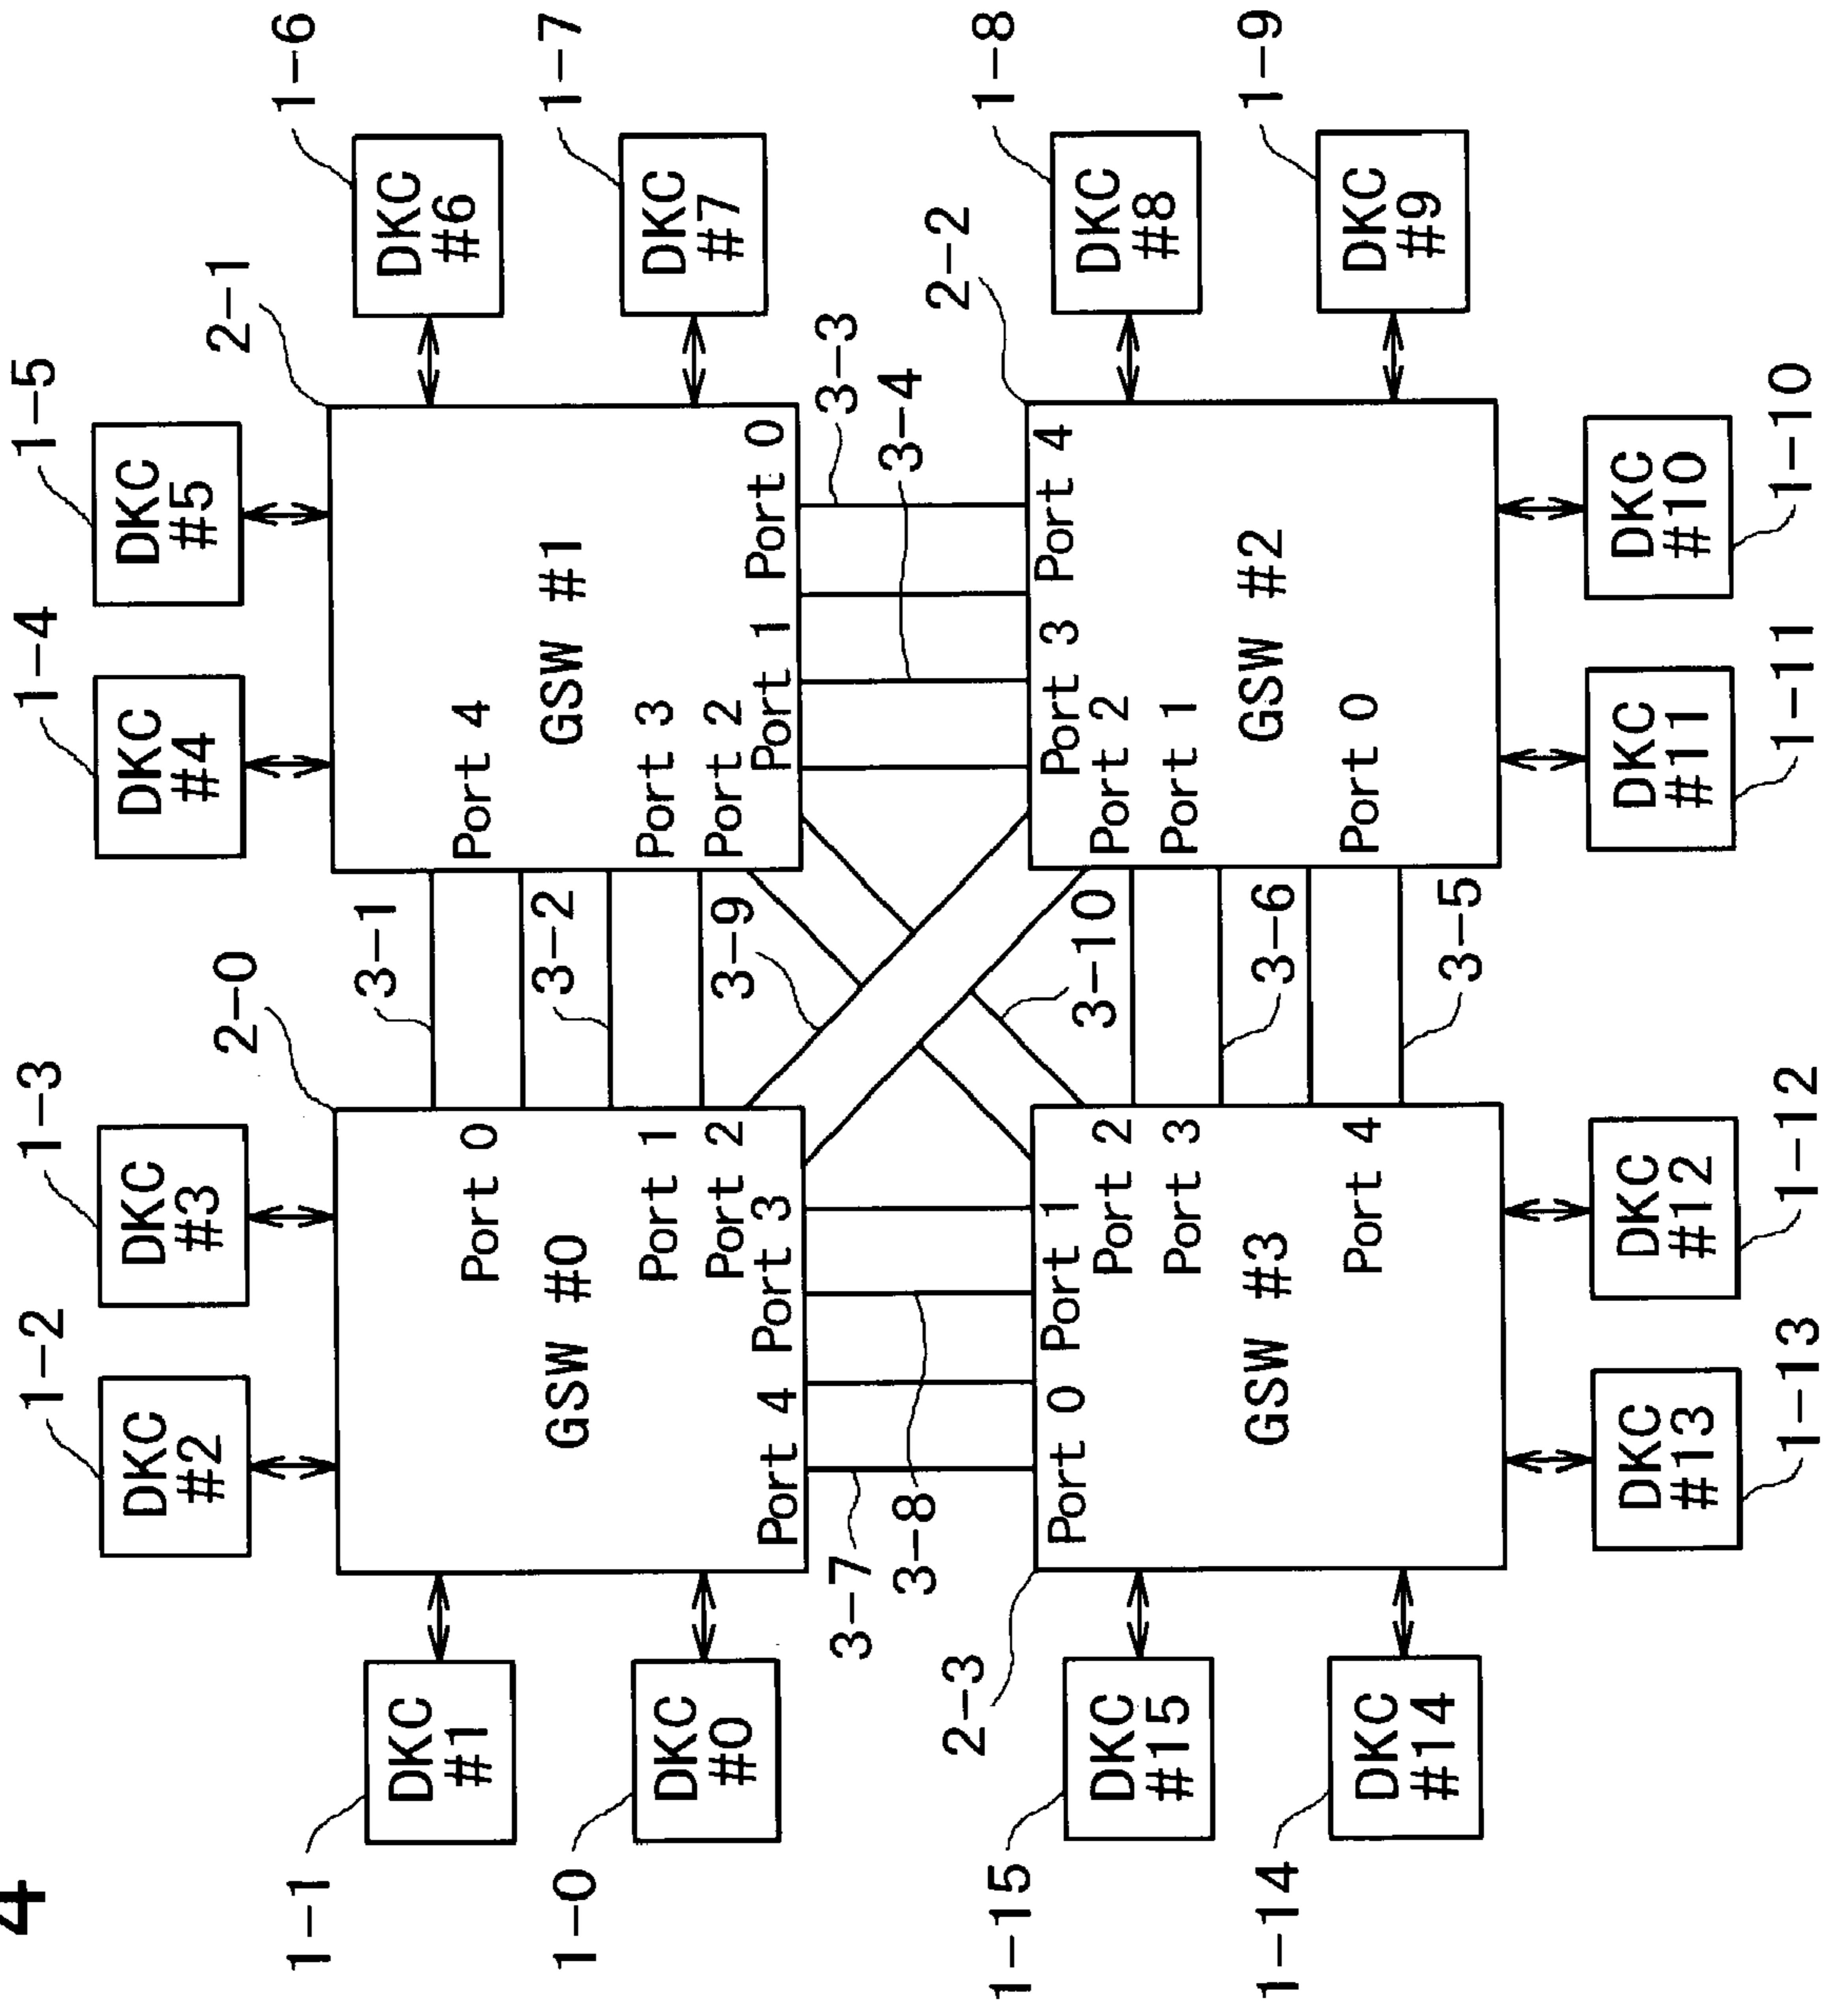 4
1-1
DKC
#1
1-0
DKC
#0
1-15
DKC
#15
1-14
DKC
#14
1-2
DKC
#2
1-3
DKC
#3
2-0
GSW #0
Port 0
Port 1
Port 2
Port 3
Port 4
3-1
3-2
3-9
3-7
3-8
1-4
DKC
#4
1-5
DKC
#5
2-1
GSW #1
Port 4
Port 3
Port 2
Port 1
Port 0
1-6
DKC
#6
1-7
DKC
#7
3-3
3-4
2-3
GSW #3
Port 0
Port 1
Port 2
Port 3
Port 4
3-10
3-6
3-5
2-2
GSW #2
Port 3
Port 4
Port 2
Port 1
Port 0
1-8
DKC
#8
1-9
DKC
#9
DKC
#13
1-13
DKC
#12
1-12
DKC
#11
1-11
DKC
#10
1-10